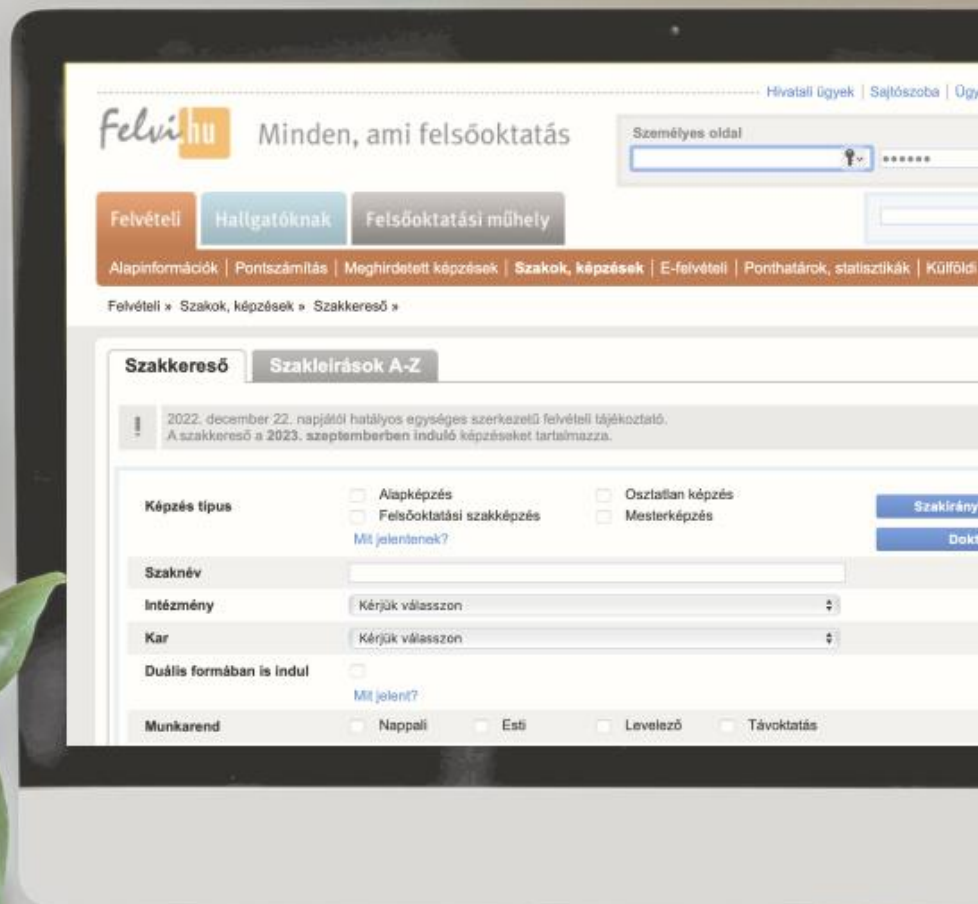 Hivatali ügyek | Sajtószoba |
Felvi.hu
Minden, ami felsőoktatás
Személyes oldal
••••••
Felvételi
Hallgatóknak
Felsőoktatási műhely
Alapinformációk | Pontszámítás | Meghirdetett képzések | Szakok, képzések | E-felvételi | Ponthatárok, statisztikák | Külföldi
Felvételi » Szakok, képzések » Szakkereső »
Szakkereső
Szakleírások A-Z
! 2022. december 22. napjától hatályos egységes szerkezetű felvételi tájékoztató.
A szakkereső a 2023. szeptemberben induló képzéseket tartalmazza.
Képzés típus
Alapképzés
Osztatlan képzés
Felsőoktatási szakképzés
Mesterképzés
Mit jelentenek?
Szakirány
Dokt
Szaknév
Intézmény Kérjük válasszon
Kar Kérjük válasszon
Duális formában is indul
Mit jelent?
Munkarend Nappali Esti Levelező Távoktatás